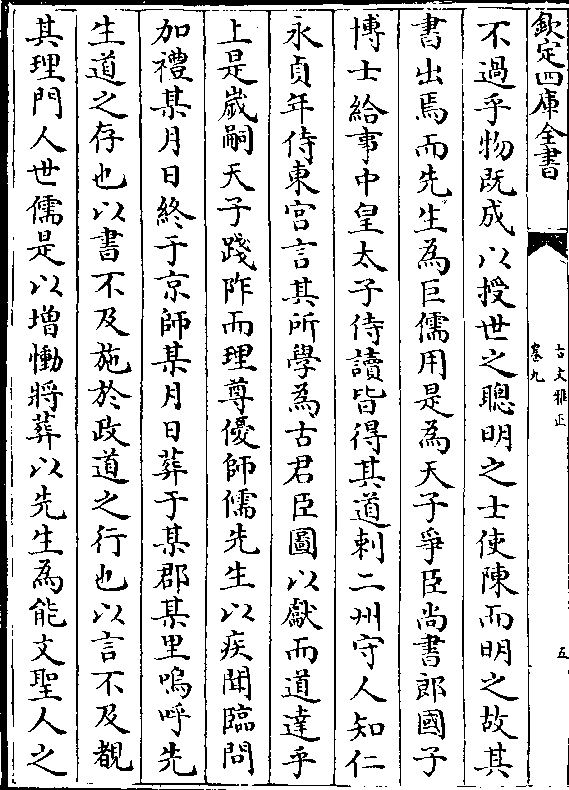 欽定四庫全書
古文雅正
卷九
五
不過乎物既成以授世之聰明之士使陳而明之故其
書出焉而先生為巨儒用是為天子爭臣尚書郎國子
博士給事中皇太子侍讀皆得其道刺二州守人知仁
永貞年侍東宮言其所學為古君臣圖以獻而道達乎
上是嵗嗣天子踐阼而理尊優師儒先生以疾聞臨問
加禮某月日終于京師某月日葬于某郡某里嗚呼先
生道之存也以書不及施於政道之行也以言不及覩
其理門人世儒是以増慟將葬以先生為能文聖人之